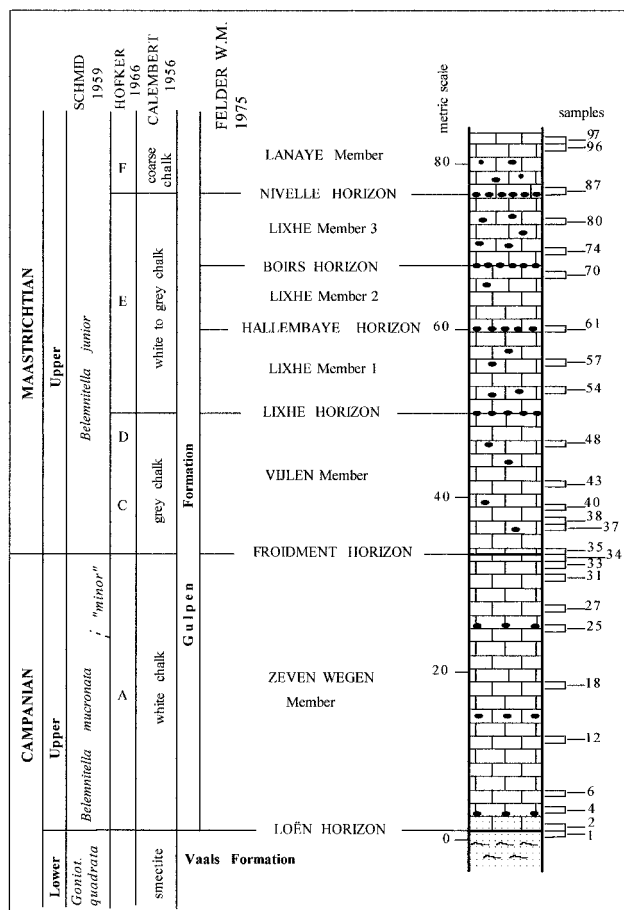 SCHMID
1959
HOFKER
1966
CALEMBERT
1956
FELDER W.M.
1975
metric scale
samples
MAASTRICHTIAN
Upper
Belemnitella junior
F
E
D
C
coarse
chalk
white to grey chalk
grey chalk
CAMPANIAN
Upper
Belemnitella mucronata
; "minor"
A
white chalk
Lower
Goniot.
quadrata
smectite
Gulpen Formation
Vaals Formation
LANAYE Member
NIVELLE HORIZON
LIXHE Member 3
BOIRS HORIZON
LIXHE Member 2
HALLEMBAYE HORIZON
LIXHE Member 1
LIXHE HORIZON
VIJLEN Member
FROIDMENT HORIZON
ZEVEN WEGEN
Member
LOËN HORIZON
80
60
40
20
0
97
96
87
80
74
70
61
57
54
48
43
40
38
37
35
34
33
31
27
25
18
12
6
4
2
1